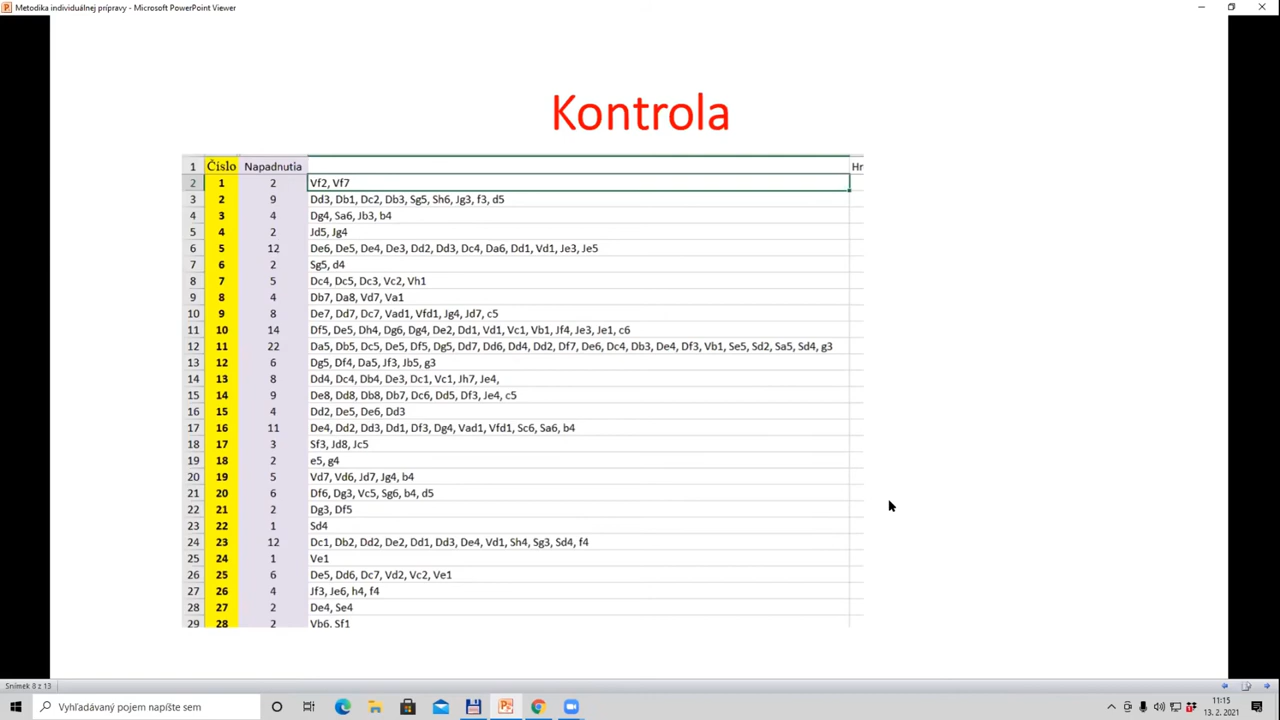 Metodika individuálnej prípravy - Microsoft PowerPoint Viewer
Kontrola
1 Číslo Napadnutia Hr
2 1 2 Vf2, Vf7
3 2 9 Dd3, Db1, Dc2, Db3, Sg5, Sh6, Jg3, f3, d5
4 3 4 Dg4, Sa6, Jb3, b4
5 4 2 Jd5, Jg4
6 5 12 De6, De5, De4, De3, Dd2, Dd3, Dc4, Da6, Dd1, Vd1, Je3, Je5
7 6 2 Sg5, d4
8 7 5 Dc4, Dc5, Dc3, Vc2, Vh1
9 8 4 Db7, Da8, Vd7, Va1
10 9 8 De7, Dd7, Dc7, Vad1, Vfd1, Jg4, Jd7, c5
11 10 14 Df5, De5, Dh4, Dg6, Dg4, De2, Dd1, Vd1, Vc1, Vb1, Jf4, Je3, Je1, c6
12 11 22 Da5, Db5, Dc5, De5, Df5, Dg5, Dd7, Dd6, Dd4, Dd2, Df7, De6, Dc4, Db3, De4, Df3, Vb1, Se5, Sd2, Sa5, Sd4, g3
13 12 6 Dg5, Df4, Da5, Jf3, Jb5, g3
14 13 8 Dd4, Dc4, Db4, De3, Dc1, Vc1, Jh7, Je4,
15 14 9 De8, Dd8, Db8, Db7, Dc6, Dd5, Df3, Je4, c5
16 15 4 Dd2, De5, De6, Dd3
17 16 11 De4, Dd2, Dd3, Dd1, Df3, Dg4, Vad1, Vfd1, Sc6, Sa6, b4
18 17 3 Sf3, Jd8, Jc5
19 18 2 e5, g4
20 19 5 Vd7, Vd6, Jd7, Jg4, b4
21 20 6 Df6, Dg3, Vc5, Sg6, b4, d5
22 21 2 Dg3, Df5
23 22 1 Sd4
24 23 12 Dc1, Db2, Dd2, De2, Dd1, Dd3, De4, Vd1, Sh4, Sg3, Sd4, f4
25 24 1 Ve1
26 25 6 De5, Dd6, Dc7, Vd2, Vc2, Ve1
27 26 4 Jf3, Je6, h4, f4
28 27 2 De4, Se4
29 28 2 Vb6, Sf1
Snímek 8 z 13
Vyhľadávaný pojem napíšte sem
11:15
13. 2. 2021